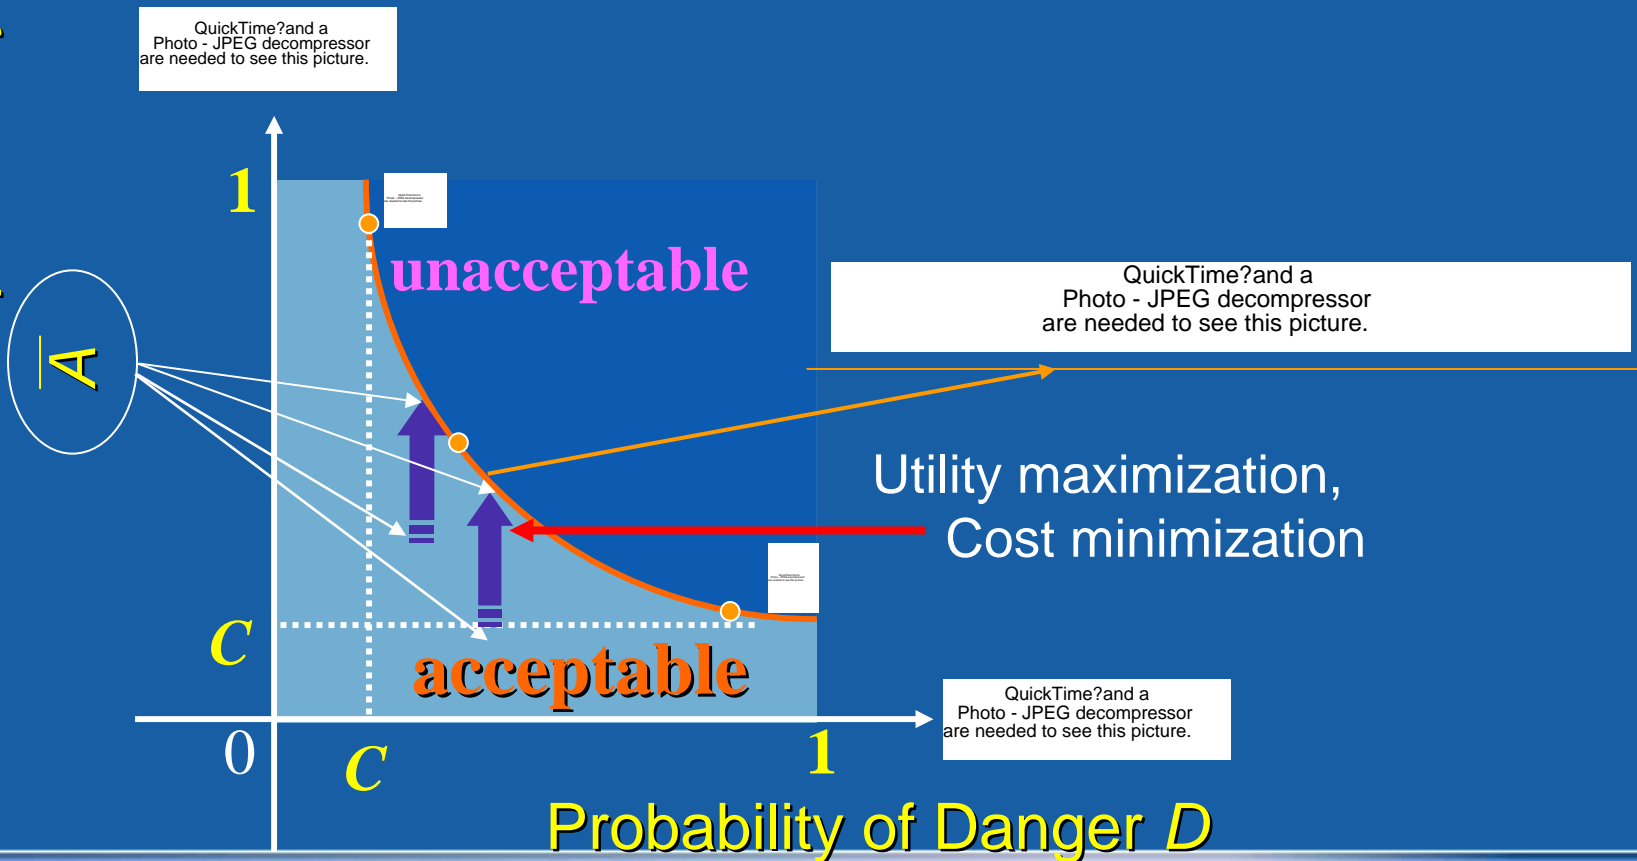 QuickTime?and a
Photo - JPEG decompressor
are needed to see this picture.
1
unacceptable
QuickTime?and a
Photo - JPEG decompressor
are needed to see this picture.
A
Utility maximization,
Cost minimization
C
acceptable
QuickTime?and a
Photo - JPEG decompressor
are needed to see this picture.
0
C
1
Probability of Danger D